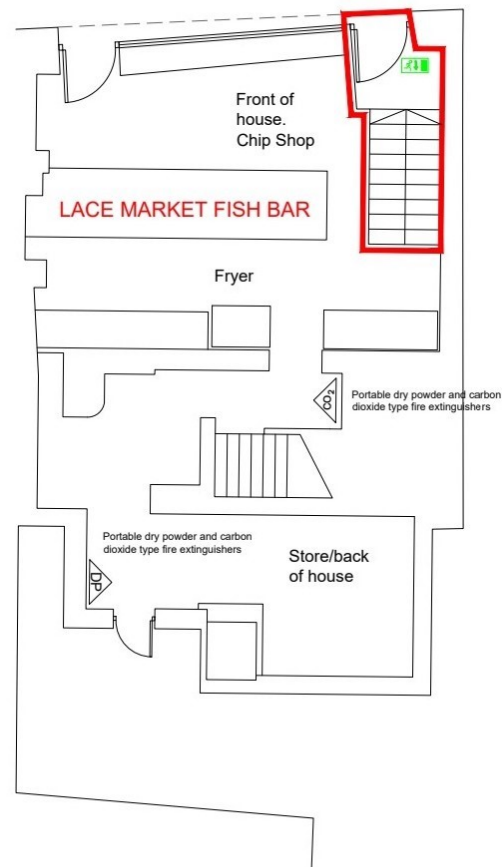 Front of
house.
Chip Shop
LACE MARKET FISH BAR
Fryer
CO2
Portable dry powder and carbon
dioxide type fire extinguishers
Portable dry powder and carbon
dioxide type fire extinguishers
DP
Store/back
of house